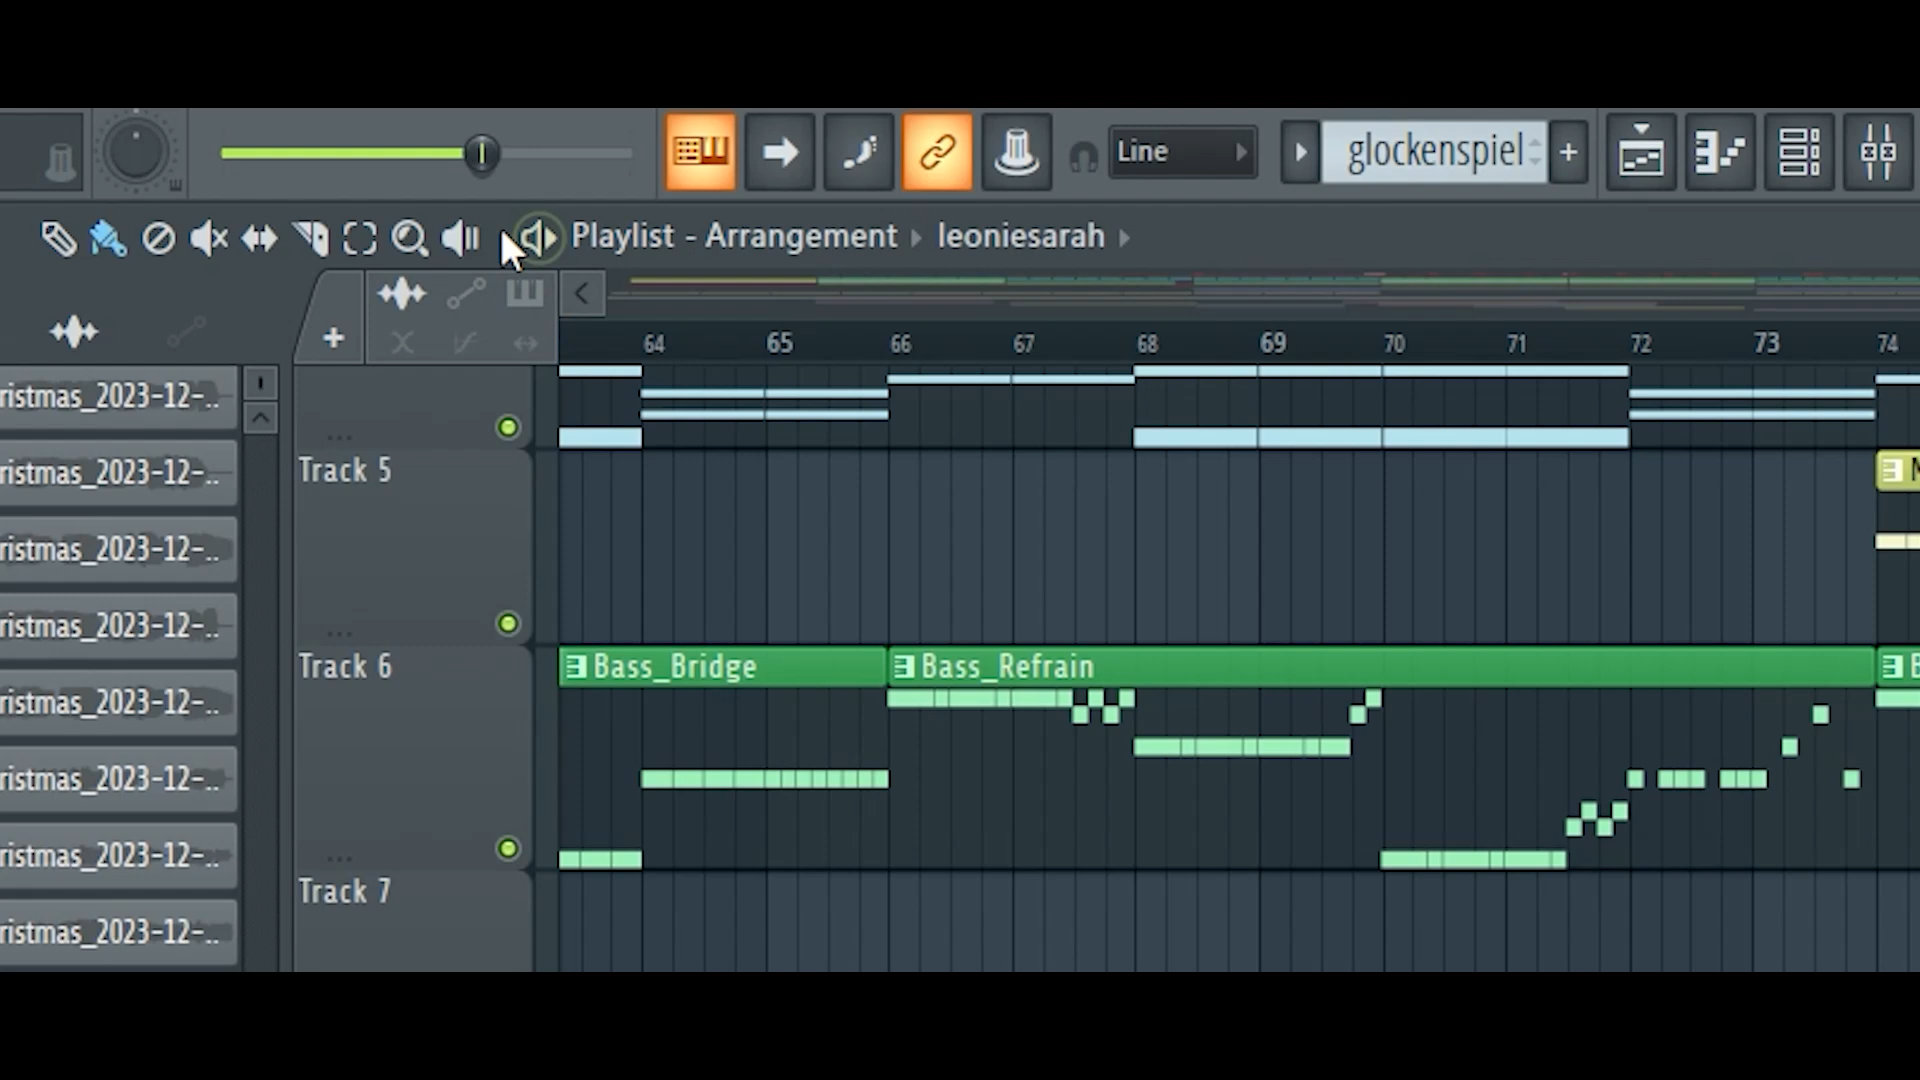 Line
glockenspiel
+
Playlist - Arrangement
leoniesarah
+
64 65 66 67 68 69 70 71 72 73 74
ristmas_2023-12-..
ristmas_2023-12-..
ristmas_2023-12-..
ristmas_2023-12-..
ristmas_2023-12-..
ristmas_2023-12-..
ristmas_2023-12-..
ristmas_2023-12-..
Track 5
Track 6
Bass_Bridge
Bass_Refrain
Track 7